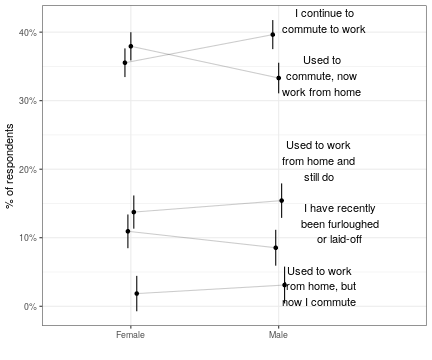 I continue to
commute to work
40%
Used to
commute, now
work from home
30%
% of respondents
Used to work
from home and
still do
20%
I have recently
been furloughed
or laid-off
10%
Used to work
from home, but
now I commute
0%
Female
Male